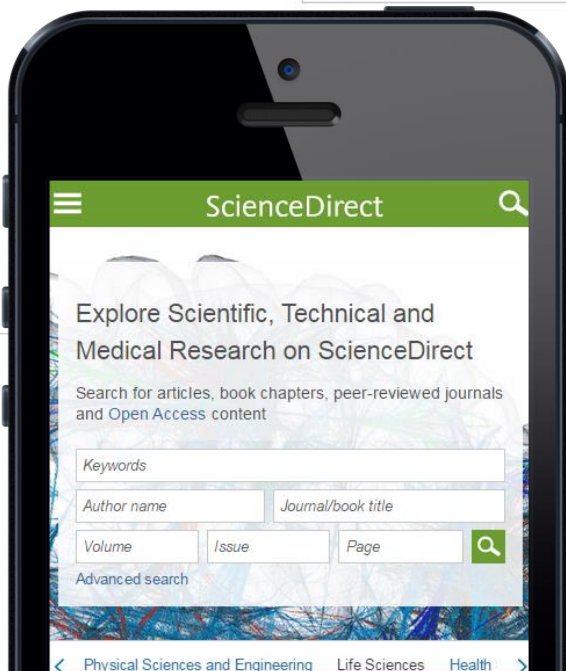 ScienceDirect
Explore Scientific, Technical and
Medical Research on ScienceDirect
Search for articles, book chapters, peer-reviewed journals
and Open Access content
Keywords
Author name Journal/book title
Volume Issue Page
Advanced search
Physical Sciences and Engineering Life Sciences Health